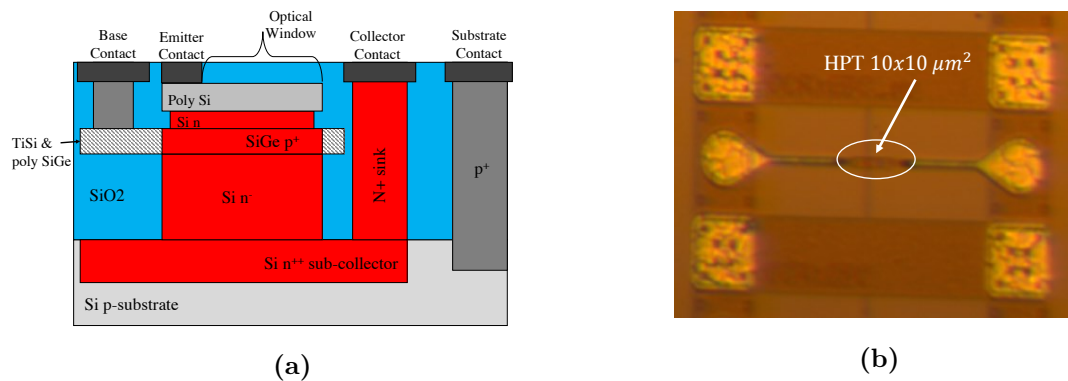 Optical
Window
Base
Contact
Emitter
Contact
Collector
Contact
Substrate
Contact
Poly Si
Si n
TiSi &
poly SiGe
SiGe p⁺
SiO2
Si n
N+ sink
p⁺
Si n⁺⁺ sub-collector
Si p-substrate
(a)
HPT 10x10 μm²
(b)